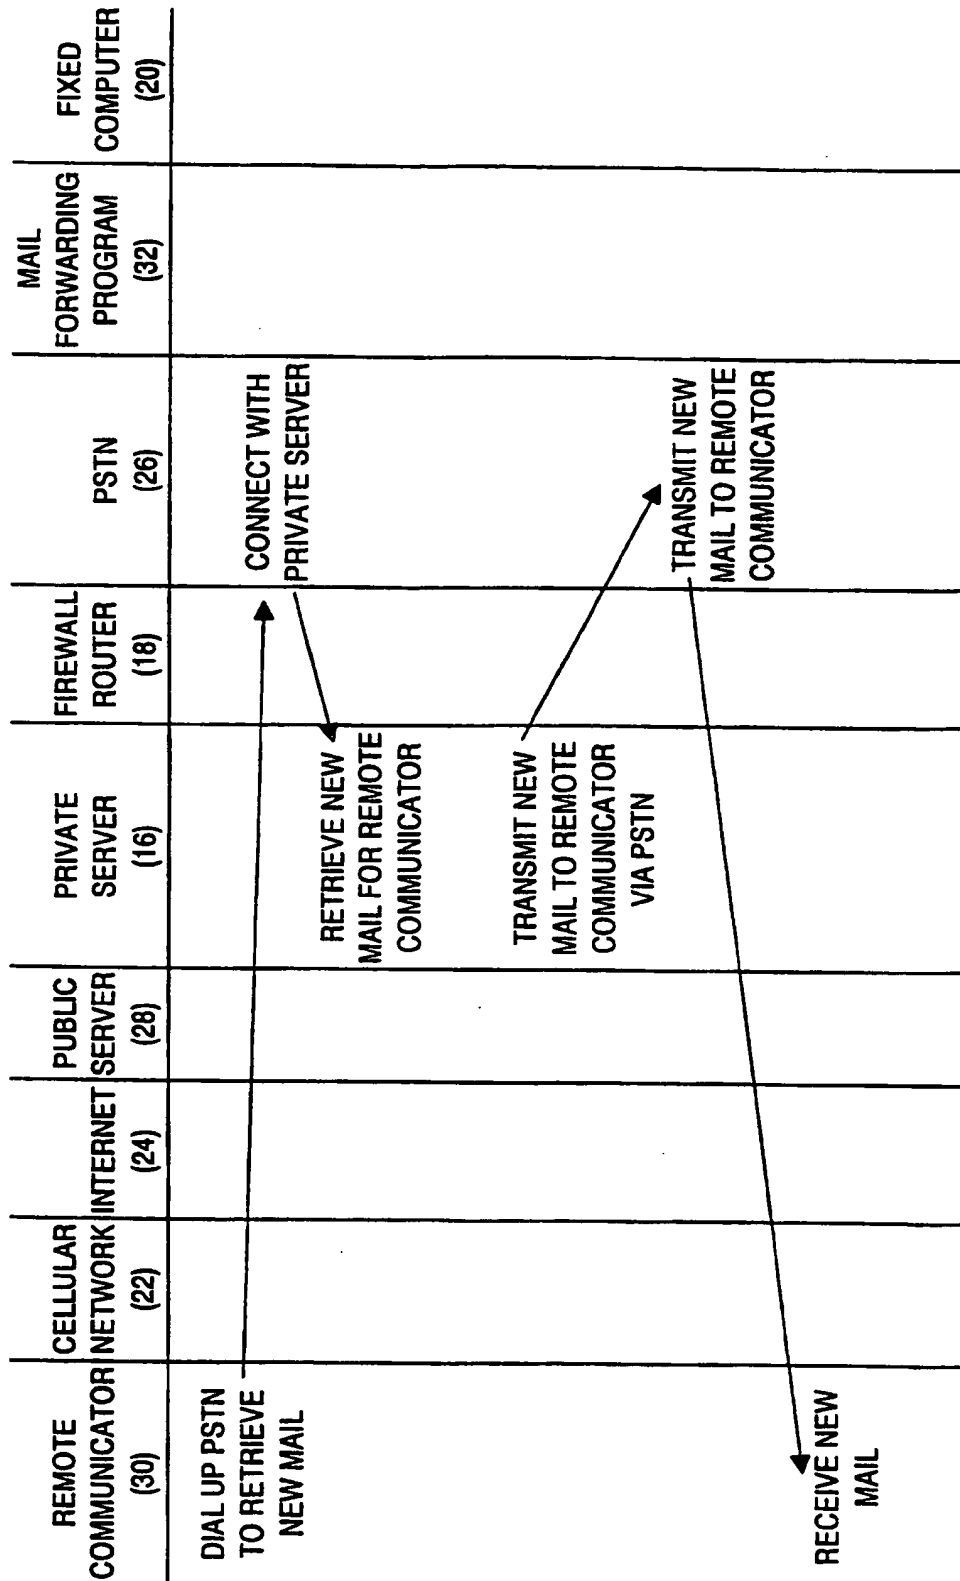 REMOTE
COMMUNICATOR
(30)
CELLULAR
NETWORK
(22)
INTERNET
(24)
PUBLIC
SERVER
(28)
PRIVATE
SERVER
(16)
FIREWALL
ROUTER
(18)
PSTN
(26)
MAIL
FORWARDING
PROGRAM
(32)
FIXED
COMPUTER
(20)
DIAL UP PSTN
TO RETRIEVE
NEW MAIL
CONNECT WITH
PRIVATE SERVER
RETRIEVE NEW
MAIL FOR REMOTE
COMMUNICATOR
TRANSMIT NEW
MAIL TO REMOTE
COMMUNICATOR
VIA PSTN
TRANSMIT NEW
MAIL TO REMOTE
COMMUNICATOR
RECEIVE NEW
MAIL